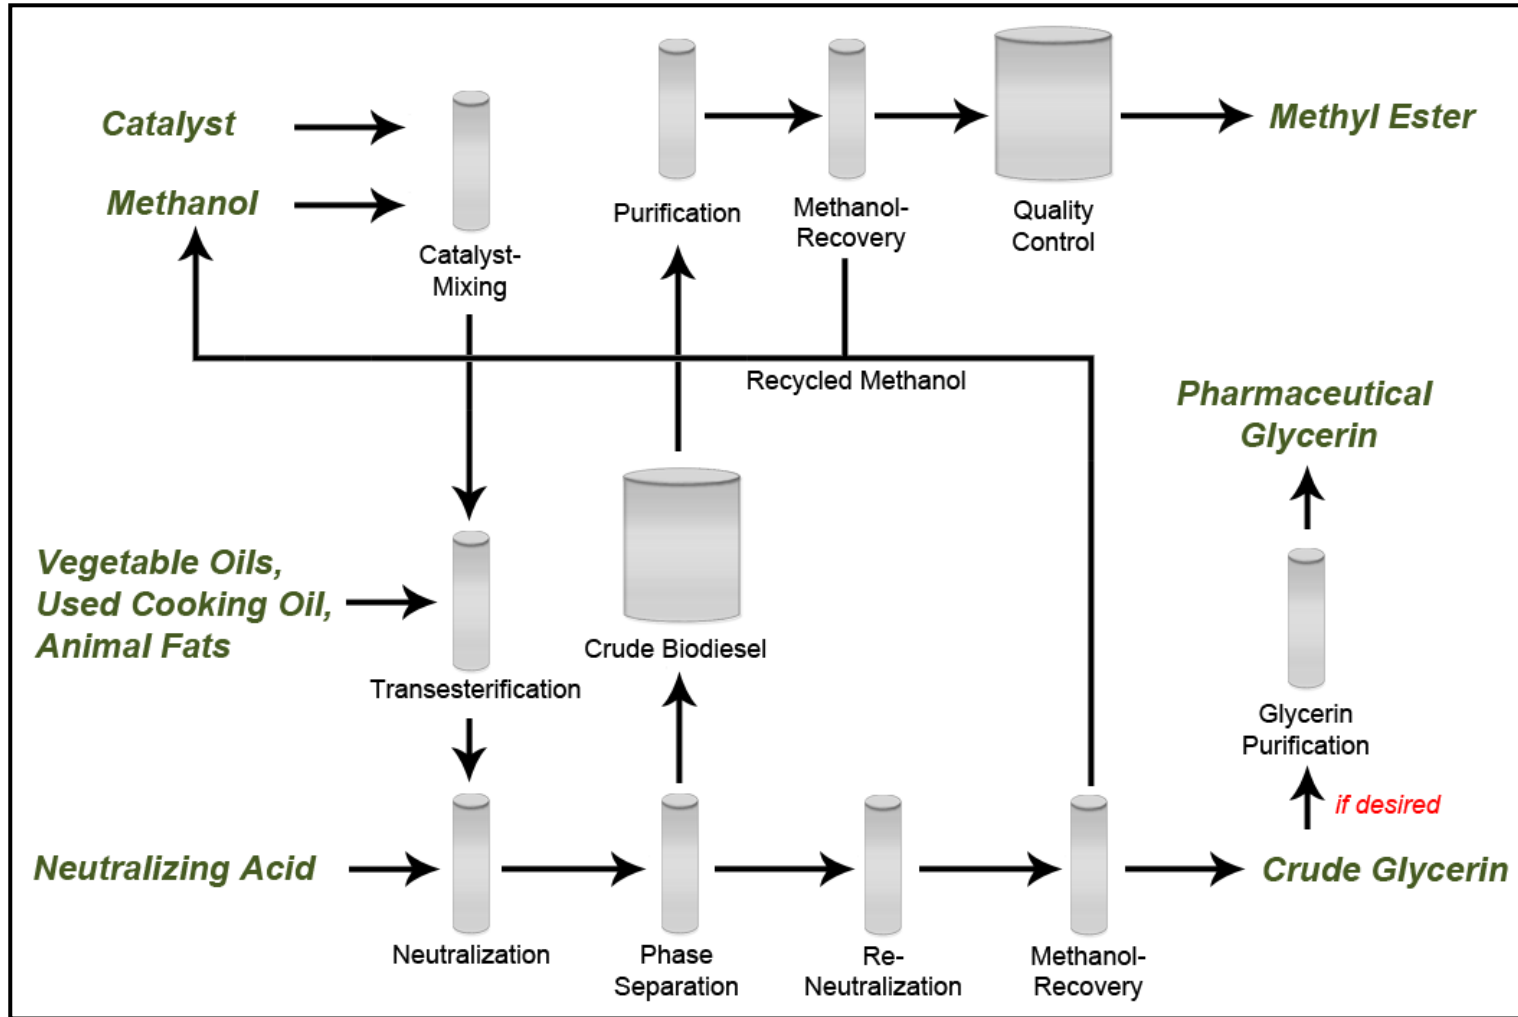 Catalyst
Methanol
Catalyst-
Mixing
Purification
Methanol-
Recovery
Quality
Control
Methyl Ester
Recycled Methanol
Pharmaceutical
Glycerin
Vegetable Oils,
Used Cooking Oil,
Animal Fats
Transesterification
Crude Biodiesel
Glycerin
Purification
if desired
Neutralizing Acid
Neutralization
Phase
Separation
Re-
Neutralization
Methanol-
Recovery
Crude Glycerin